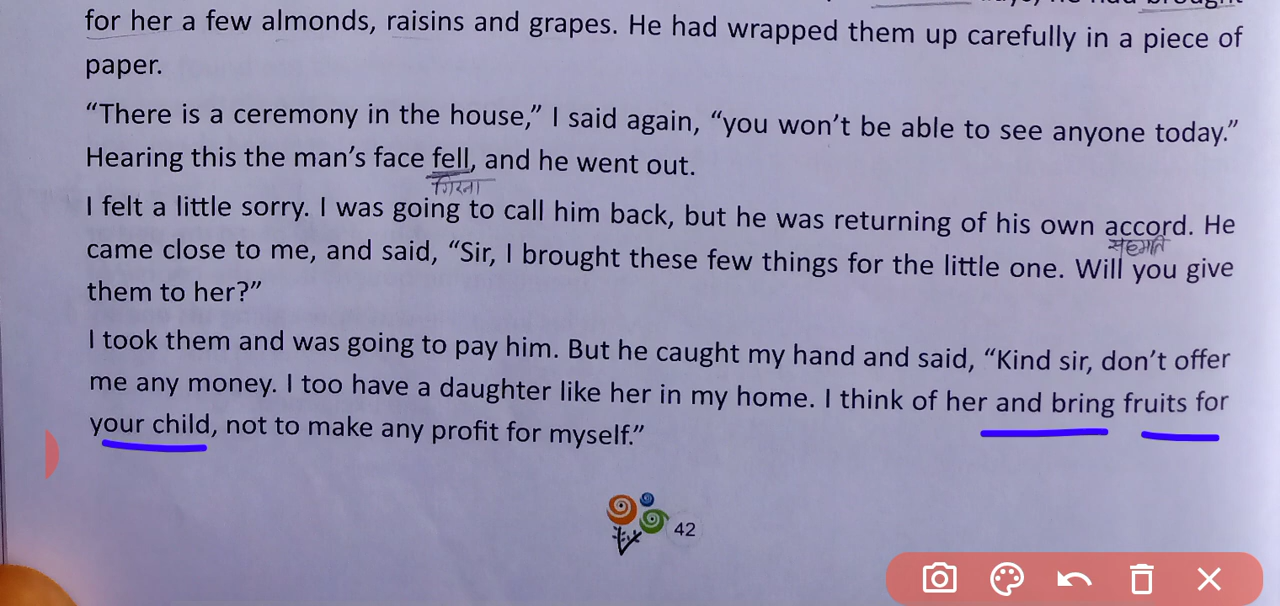 had brought
for her a few almonds, raisins and grapes. He had wrapped them up carefully in a piece of
paper.
“There is a ceremony in the house,” I said again, “you won’t be able to see anyone today.”
Hearing this the man’s face fell, and he went out.
गिरना
I felt a little sorry. I was going to call him back, but he was returning of his own accord. He
सहमति
came close to me, and said, “Sir, I brought these few things for the little one. Will you give
them to her?”
I took them and was going to pay him. But he caught my hand and said, “Kind sir, don’t offer
me any money. I too have a daughter like her in my home. I think of her and bring fruits for
your child, not to make any profit for myself.”
42